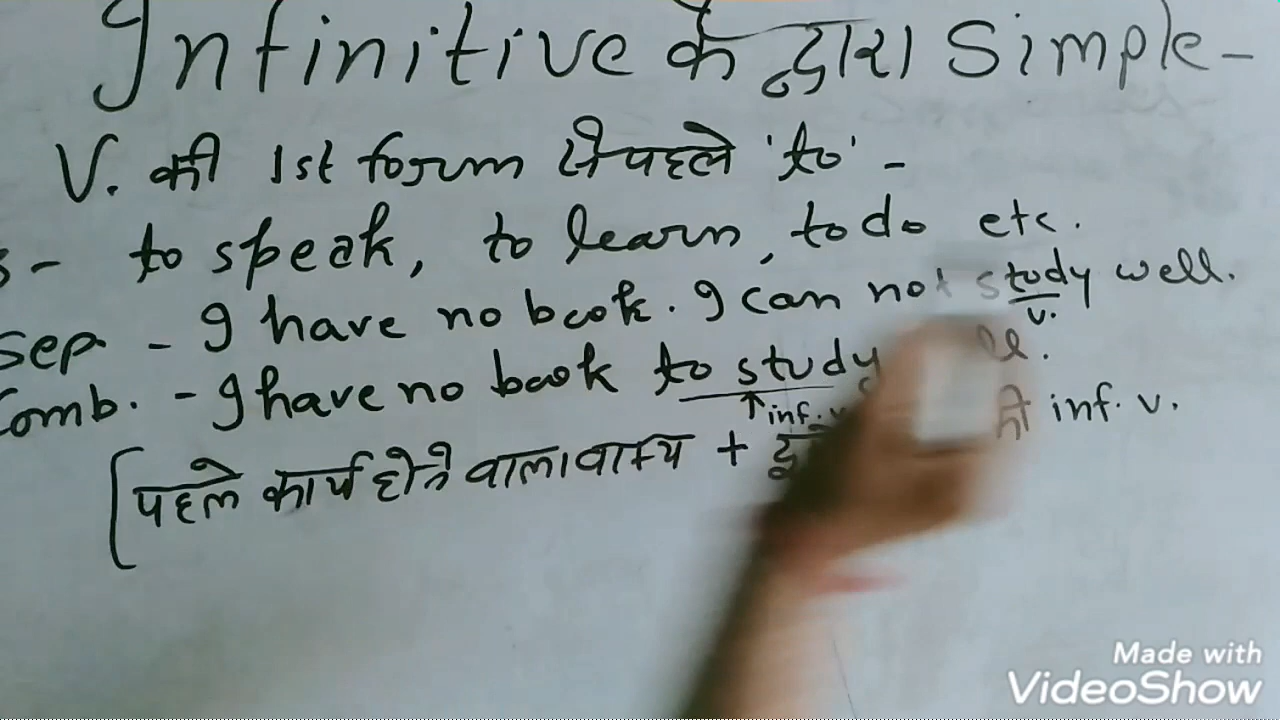 Infinitive के द्वारा Simple -
V. की 1st form से पहले 'to' -
- to speak, to learn, to do etc.
Sep - I have no book. I can not study well.
v.
Comb. - I have no book to study
inf. v
inf. v.
[पहले कार्य होने वाला वाक्य +
Made with
VideoShow